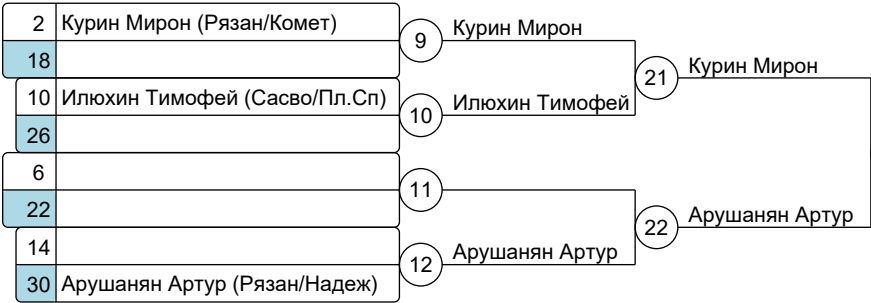 2 Курин Мирон (Рязан/Комет)
18
10 Илюхин Тимофей (Сасво/Пл.Сп)
26
6
22
14
30 Арушанян Артур (Рязан/Надеж)
9
10
11
12
Курин Мирон
Илюхин Тимофей
Арушанян Артур
21
22
Курин Мирон
Арушанян Артур